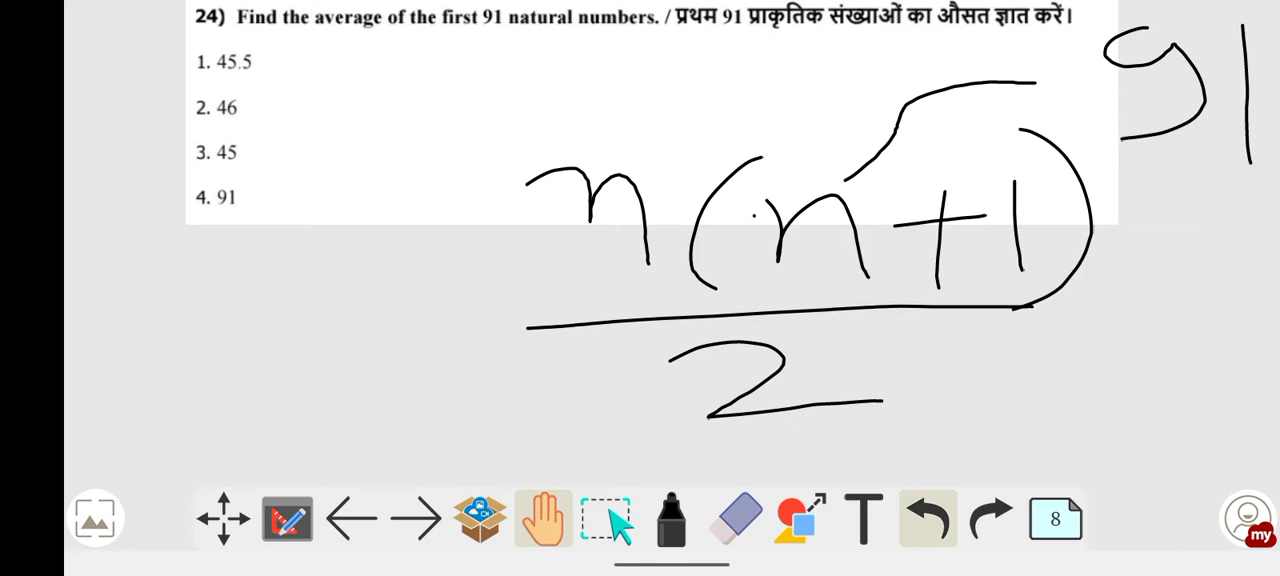 24) Find the average of the first 91 natural numbers. / प्रथम 91 प्राकृतिक संख्याओं का औसत ज्ञात करें।
1. 45.5
2. 46
3. 45
4. 91
91
n(n+1)
2
T
8
my